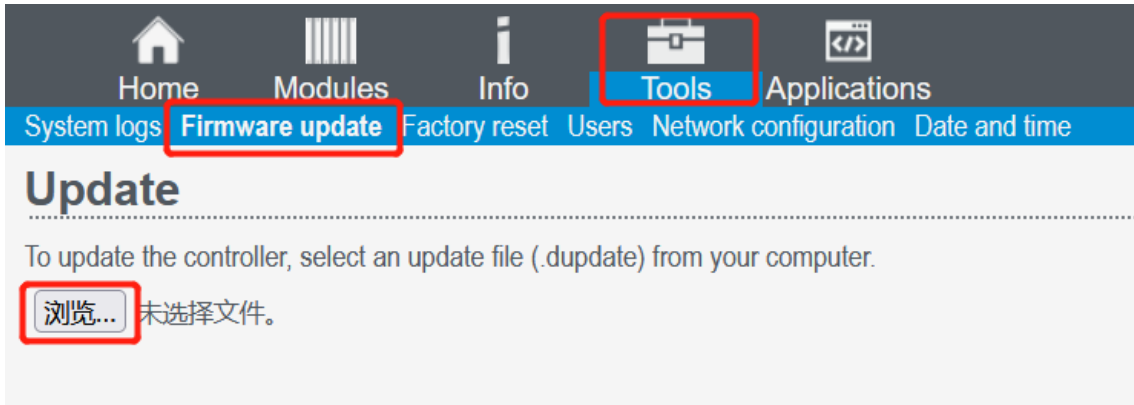 Home Modules Info Tools Applications
System logs Firmware update Factory reset Users Network configuration Date and time
Update
To update the controller, select an update file (.dupdate) from your computer.
浏览... 未选择文件。